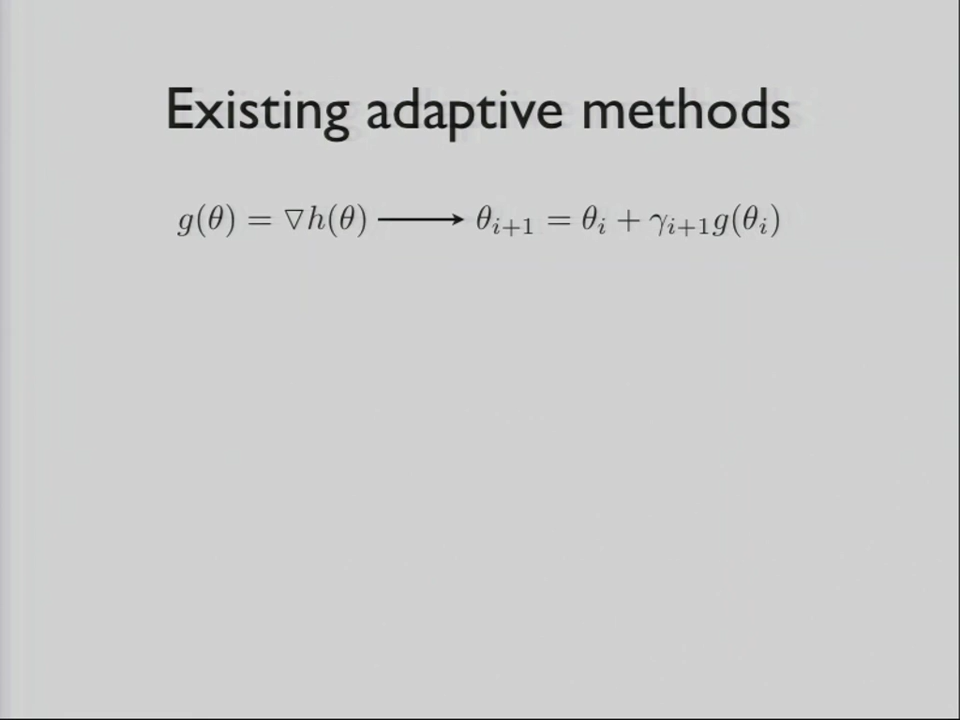 Existing adaptive methods
g(θ) = ▽h(θ) ⟶ θ_{i+1} = θ_i + γ_{i+1}g(θ_i)